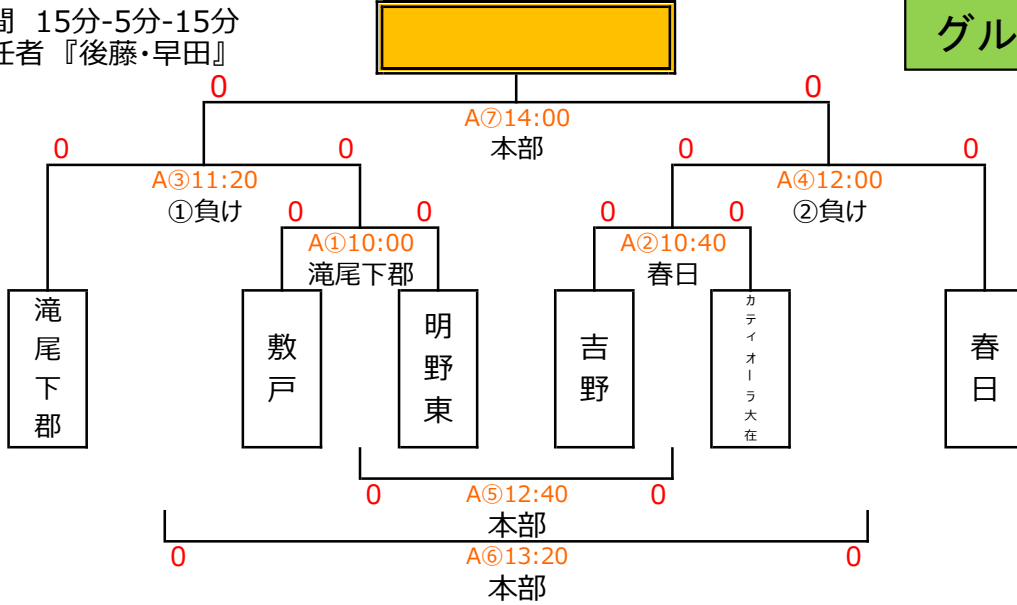 間 15分-5分-15分
任者『後藤・早田』
グル
0 0
A⑦14:00
本部
0 0 0 0
A③11:20 A④12:00
①負け ②負け
0 0 0 0
A①10:00 A②10:40
滝尾下郡 春日
滝尾下郡
敷戸
明野東
吉野
カティオーラ大在
春日
0 A⑤12:40 0
本部
0 A⑥13:20 0
本部